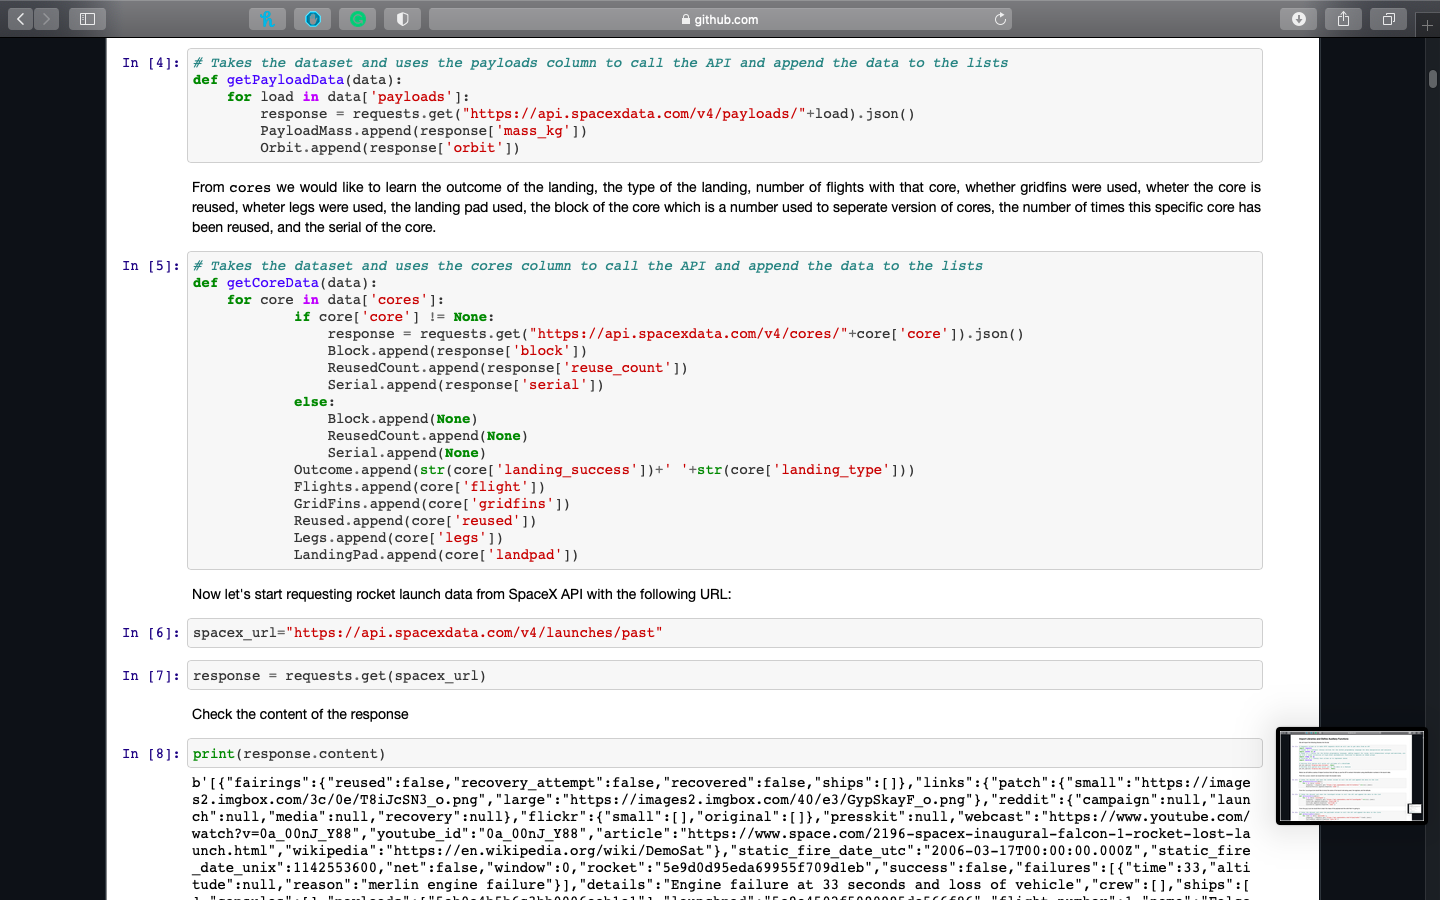 github.com
In [4]: # Takes the dataset and uses the payloads column to call the API and append the data to the lists
def getPayloadData(data):
    for load in data['payloads']:
        response = requests.get("https://api.spacexdata.com/v4/payloads/"+load).json()
        PayloadMass.append(response['mass_kg'])
        Orbit.append(response['orbit'])
From cores we would like to learn the outcome of the landing, the type of the landing, number of flights with that core, whether gridfins were used, wheter the core is
reused, wheter legs were used, the landing pad used, the block of the core which is a number used to seperate version of cores, the number of times this specific core has
been reused, and the serial of the core.
In [5]: # Takes the dataset and uses the cores column to call the API and append the data to the lists
def getCoreData(data):
    for core in data['cores']:
            if core['core'] != None:
                response = requests.get("https://api.spacexdata.com/v4/cores/"+core['core']).json()
                Block.append(response['block'])
                ReusedCount.append(response['reuse_count'])
                Serial.append(response['serial'])
            else:
                Block.append(None)
                ReusedCount.append(None)
                Serial.append(None)
            Outcome.append(str(core['landing_success'])+' '+str(core['landing_type']))
            Flights.append(core['flight'])
            GridFins.append(core['gridfins'])
            Reused.append(core['reused'])
            Legs.append(core['legs'])
            LandingPad.append(core['landpad'])
Now let's start requesting rocket launch data from SpaceX API with the following URL:
In [6]: spacex_url="https://api.spacexdata.com/v4/launches/past"
In [7]: response = requests.get(spacex_url)
Check the content of the response
In [8]: print(response.content)
b'[{"fairings":{"reused":false,"recovery_attempt":false,"recovered":false,"ships":[]},"links":{"patch":{"small":"https://image
s2.imgbox.com/3c/0e/T8iJcSN3_o.png","large":"https://images2.imgbox.com/40/e3/GypSkayF_o.png"},"reddit":{"campaign":null,"laun
ch":null,"media":null,"recovery":null},"flickr":{"small":[],"original":[]},"presskit":null,"webcast":"https://www.youtube.com/
watch?v=0a_00nJ_Y88","youtube_id":"0a_00nJ_Y88","article":"https://www.space.com/2196-spacex-inaugural-falcon-1-rocket-lost-la
unch.html","wikipedia":"https://en.wikipedia.org/wiki/DemoSat"},"static_fire_date_utc":"2006-03-17T00:00:00.000Z","static_fire
_date_unix":1142553600,"net":false,"window":0,"rocket":"5e9d0d95eda69955f709d1eb","success":false,"failures":[{"time":33,"alti
tude":null,"reason":"merlin engine failure"}],"details":"Engine failure at 33 seconds and loss of vehicle","crew":[],"ships":[